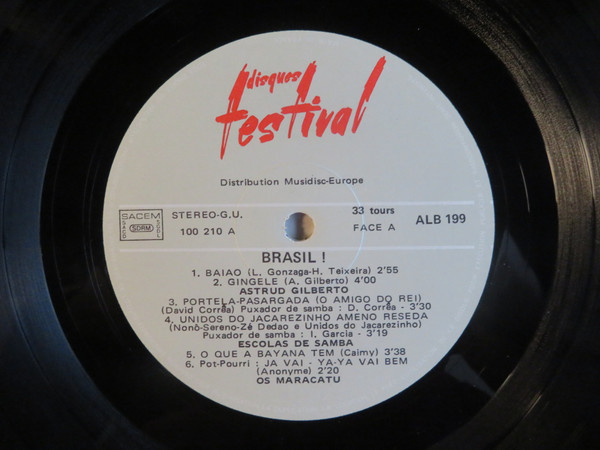 disques
festival
Distribution Musidisc-Europe
SACEM
SDRM
STEREO-G.U.
33 tours
ALB 199
100 210 A
FACE A
BRASIL !
1. BAIAO (L. Gonzaga-H. Teixeira) 2'55
2. GINGELE (A. Gilberto) 4'00
ASTRUD GILBERTO
3. PORTELA-PASARGADA (O AMIGO DO REI)
(David Corrêa) Puxador de samba : D. Corrêa - 3'30
4. UNIDOS DO JACAREZINHO AMENO RESEDA
(Nonô-Sereno-Zé Dedao e Unidos do Jacarezinho)
Puxador de samba : I. Garcia - 3'19
ESCOLAS DE SAMBA
5. O QUE A BAYANA TEM (Caimy) 3'38
6. Pot-Pourri : JA VAI - YA-YA VAI BEM
(Anonyme) 2'20
OS MARACATU